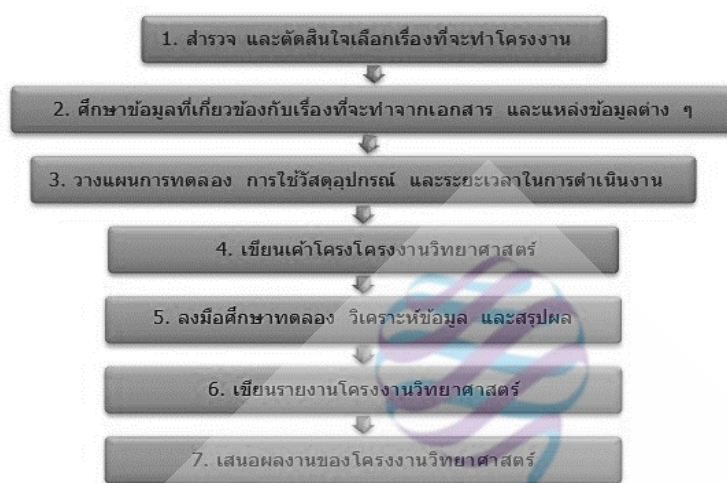 1. สำรวจ และตัดสินใจเลือกเรื่องที่จะทำโครงงาน
2. ศึกษาข้อมูลที่เกี่ยวข้องกับเรื่องที่จะทำจากเอกสาร และแหล่งข้อมูลต่าง ๆ
3. วางแผนการทดลอง การใช้วัสดุอุปกรณ์ และระยะเวลาในการดำเนินงาน
4. เขียนเค้าโครงโครงงานวิทยาศาสตร์
5. ลงมือศึกษาทดลอง วิเคราะห์ข้อมูล และสรุปผล
6. เขียนรายงานโครงงานวิทยาศาสตร์
7. เสนอผลงานของโครงงานวิทยาศาสตร์